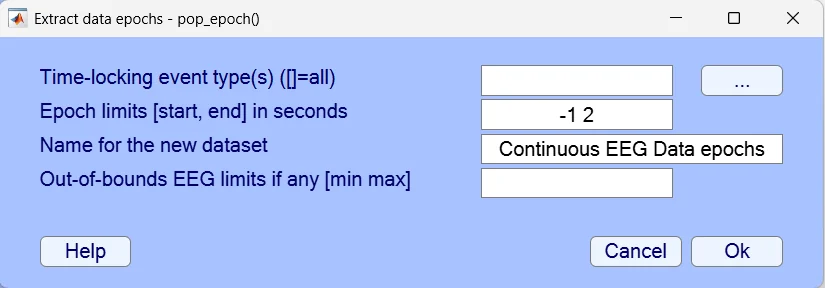 Extract data epochs - pop_epoch()
Time-locking event type(s) ([]=all)
...
Epoch limits [start, end] in seconds
-1 2
Name for the new dataset
Continuous EEG Data epochs
Out-of-bounds EEG limits if any [min max]
Help
Cancel
Ok